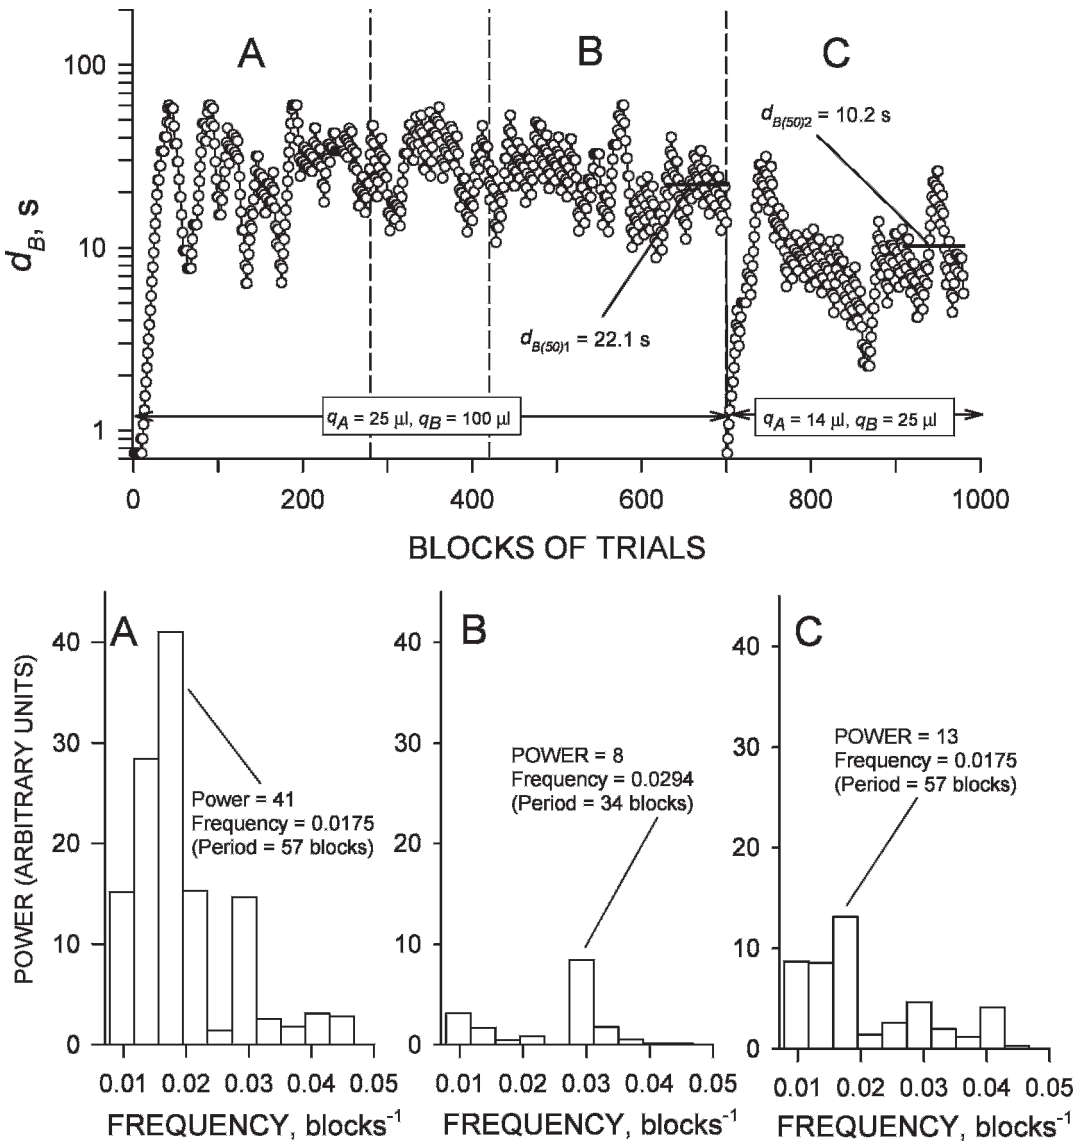 A
B
C
100
10
1
d_B, s
d_B(50)2 = 10.2 s
d_B(50)1 = 22.1 s
q_A = 25 µl, q_B = 100 µl
q_A = 14 µl, q_B = 25 µl
0
200
400
600
800
1000
BLOCKS OF TRIALS
POWER (ARBITRARY UNITS)
A
40
30
20
10
0
Power = 41
Frequency = 0.0175
(Period = 57 blocks)
0.01 0.02 0.03 0.04 0.05
FREQUENCY, blocks⁻¹
B
40
30
20
10
0
POWER = 8
Frequency = 0.0294
(Period = 34 blocks)
0.01 0.02 0.03 0.04 0.05
FREQUENCY, blocks⁻¹
C
40
30
20
10
0
POWER = 13
Frequency = 0.0175
(Period = 57 blocks)
0.01 0.02 0.03 0.04 0.05
FREQUENCY, blocks⁻¹